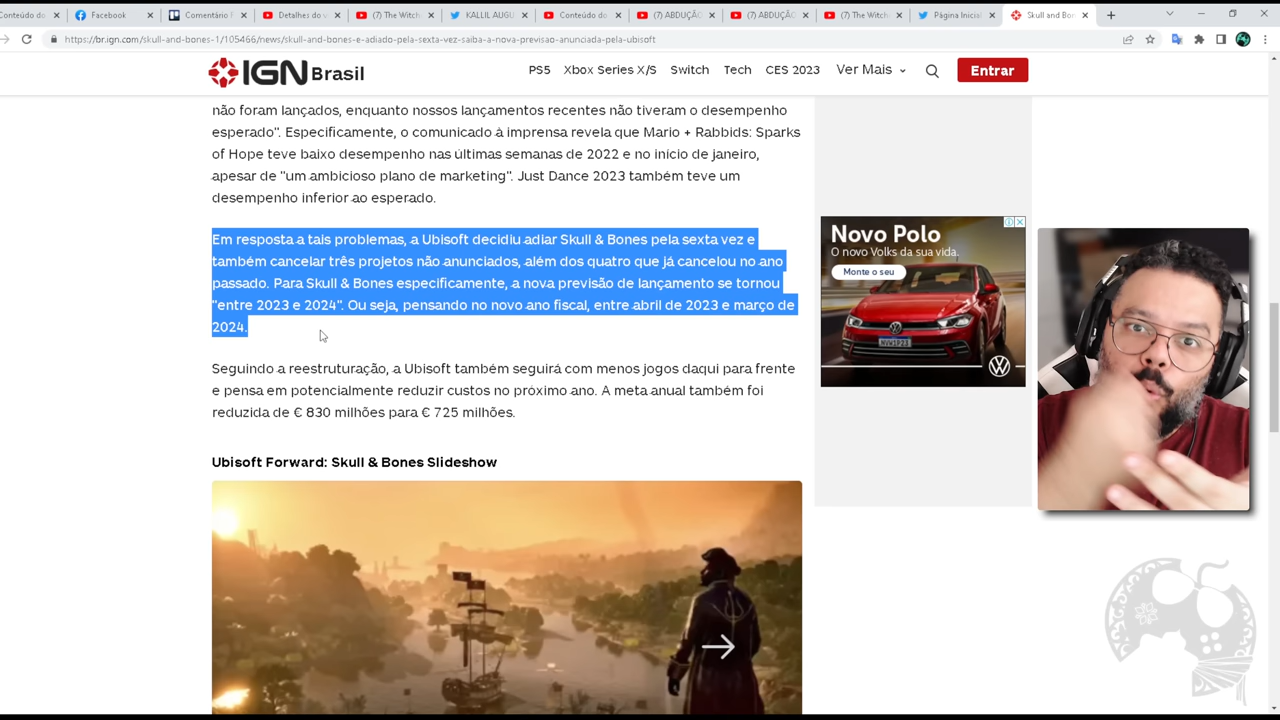 Conteúdo do
Facebook
Comentário F
Detalhes do v
(7) The Witch
KALLIL AUGU
Conteúdo do
(7) ABDUÇÃ
(7) ABDUÇÃ
(7) The Witch
Página Inicial
Skull and Bon
https://br.ign.com/skull-and-bones-1/105466/news/skull-and-bones-e-adiado-pela-sexta-vez-saiba-a-nova-previsao-anunciada-pela-ubisoft
IGN Brasil
PS5 Xbox Series X/S Switch Tech CES 2023 Ver Mais
Entrar
não foram lançados, enquanto nossos lançamentos recentes não tiveram o desempenho
esperado". Especificamente, o comunicado à imprensa revela que Mario + Rabbids: Sparks
of Hope teve baixo desempenho nas últimas semanas de 2022 e no início de janeiro,
apesar de "um ambicioso plano de marketing". Just Dance 2023 também teve um
desempenho inferior ao esperado.
Em resposta a tais problemas, a Ubisoft decidiu adiar Skull & Bones pela sexta vez e
também cancelar três projetos não anunciados, além dos quatro que já cancelou no ano
passado. Para Skull & Bones especificamente, a nova previsão de lançamento se tornou
"entre 2023 e 2024". Ou seja, pensando no novo ano fiscal, entre abril de 2023 e março de
2024.
Seguindo a reestruturação, a Ubisoft também seguirá com menos jogos daqui para frente
e pensa em potencialmente reduzir custos no próximo ano. A meta anual também foi
reduzida de € 830 milhões para € 725 milhões.
Ubisoft Forward: Skull & Bones Slideshow
Novo Polo
O novo Volks da sua vida.
Monte o seu